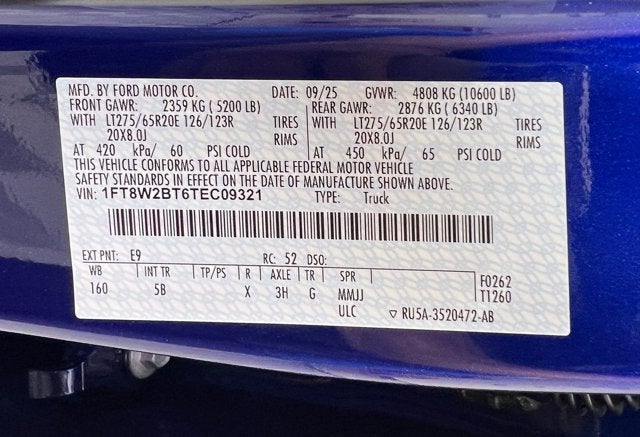 MFD. BY FORD MOTOR CO. DATE: 09/25 GVWR: 4808 KG (10600 LB)
FRONT GAWR: 2359 KG (5200 LB) REAR GAWR: 2876 KG (6340 LB)
WITH LT275/65R20E 126/123R TIRES WITH LT275/65R20E 126/123R TIRES
20X8.0J RIMS 20X8.0J RIMS
AT 420 kPa/ 60 PSI COLD AT 450 kPa/ 65 PSI COLD
THIS VEHICLE CONFORMS TO ALL APPLICABLE FEDERAL MOTOR VEHICLE
SAFETY STANDARDS IN EFFECT ON THE DATE OF MANUFACTURE SHOWN ABOVE.
VIN: 1FT8W2BT6TEC09321 TYPE: Truck
EXT PNT: E9 RC: 52 DSO:
WB INT TR TP/PS R AXLE TR SPR F0262
160 5B X 3H G MMJJ T1260
ULC ▽ RU5A-3520472-AB